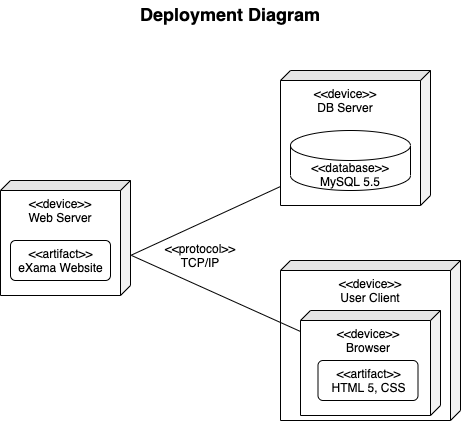 Deployment Diagram
<<device>>
DB Server
<<database>>
MySQL 5.5
<<device>>
Web Server
<<artifact>>
eXama Website
<<protocol>>
TCP/IP
<<device>>
User Client
<<device>>
Browser
<<artifact>>
HTML 5, CSS